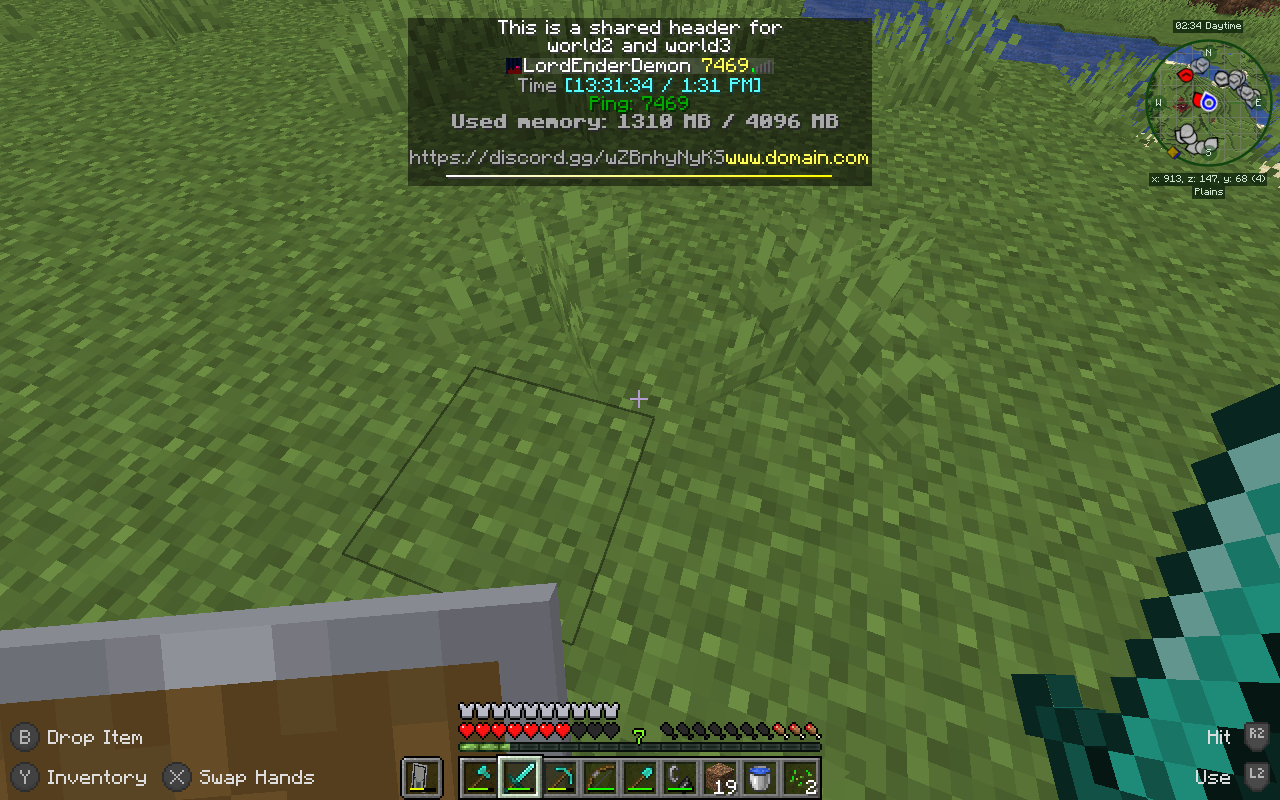 This is a shared header for
world2 and world3
LordEnderDemon 7469
Time [13:31:34 / 1:31 PM]
Ping: 7469
Used memory: 1310 MB / 4096 MB
https://discord.gg/wZBnhyNyKSwww.domain.com
02:34 Daytime
N
W
E
S
x: 913, z: 147, y: 68 (4)
Plains
7
B Drop Item
Y Inventory X Swap Hands
19
2
Hit R2
Use L2